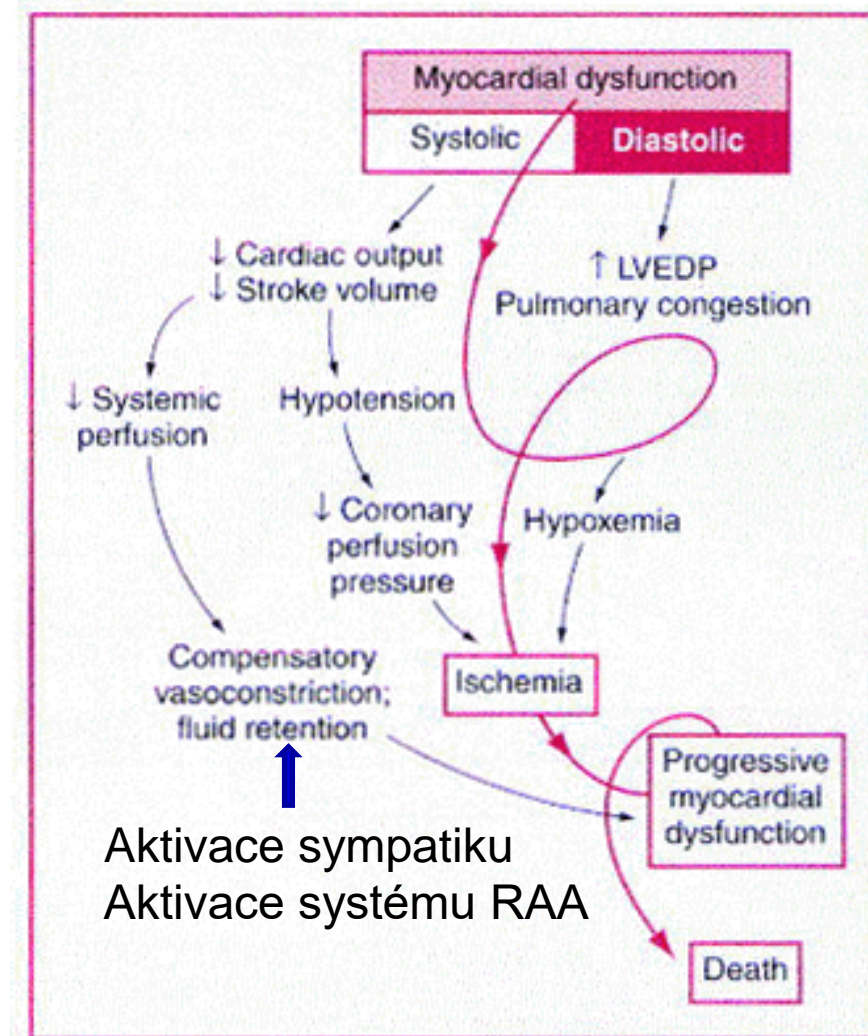 Myocardial dysfunction
Systolic
Diastolic
↓ Cardiac output
↓ Stroke volume
↑ LVEDP
Pulmonary congestion
↓ Systemic
perfusion
Hypotension
↓ Coronary
perfusion
pressure
Hypoxemia
Compensatory
vasoconstriction;
fluid retention
Ischemia
Progressive
myocardial
dysfunction
Aktivace sympatiku
Aktivace systému RAA
Death